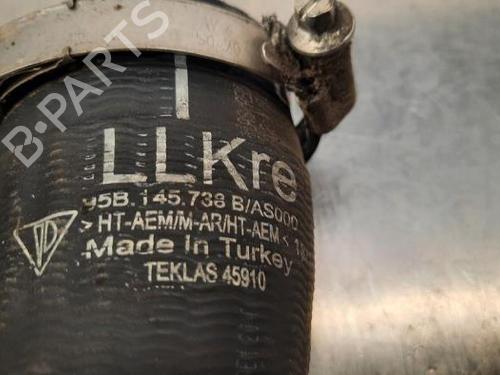 B-PARTS
LLKre
95B.145.738 B/AS000
>HT-AEM/M-AR/HT-AEM<
Made In Turkey
TEKLAS 45910